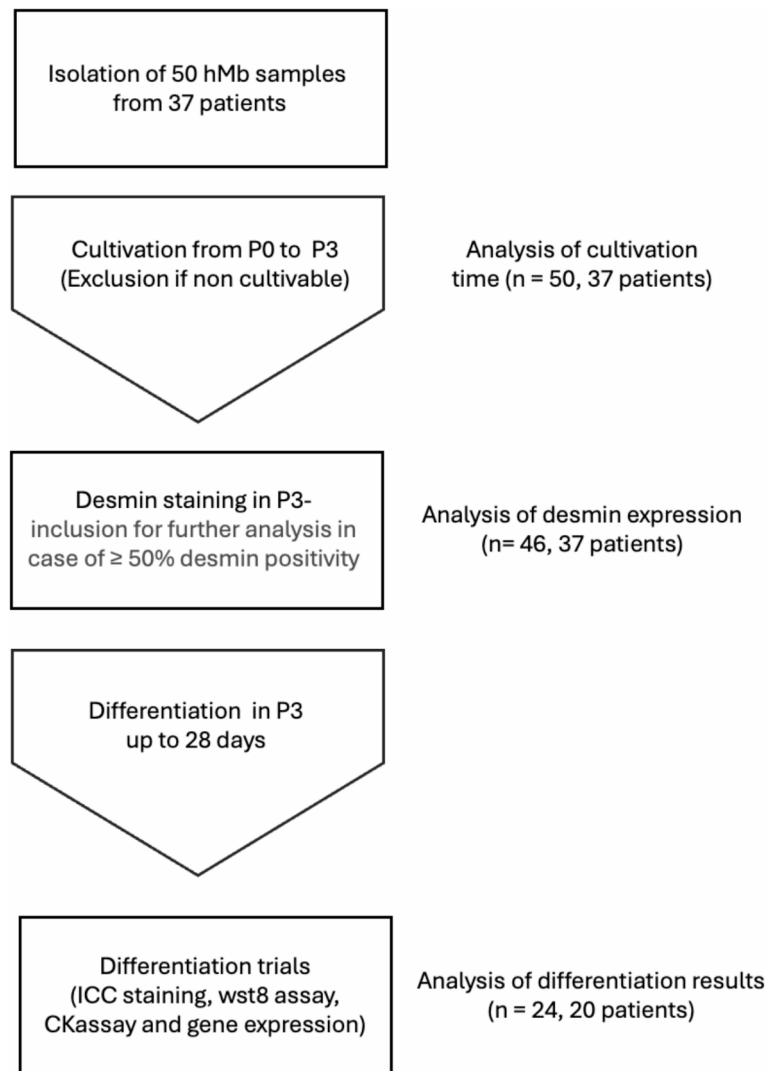 Isolation of 50 hMb samples
from 37 patients
Cultivation from P0 to P3
(Exclusion if non cultivable)
Analysis of cultivation
time (n = 50, 37 patients)
Desmin staining in P3-
inclusion for further analysis in
case of ≥ 50% desmin positivity
Analysis of desmin expression
(n= 46, 37 patients)
Differentiation in P3
up to 28 days
Differentiation trials
(ICC staining, wst8 assay,
CKassay and gene expression)
Analysis of differentiation results
(n = 24, 20 patients)